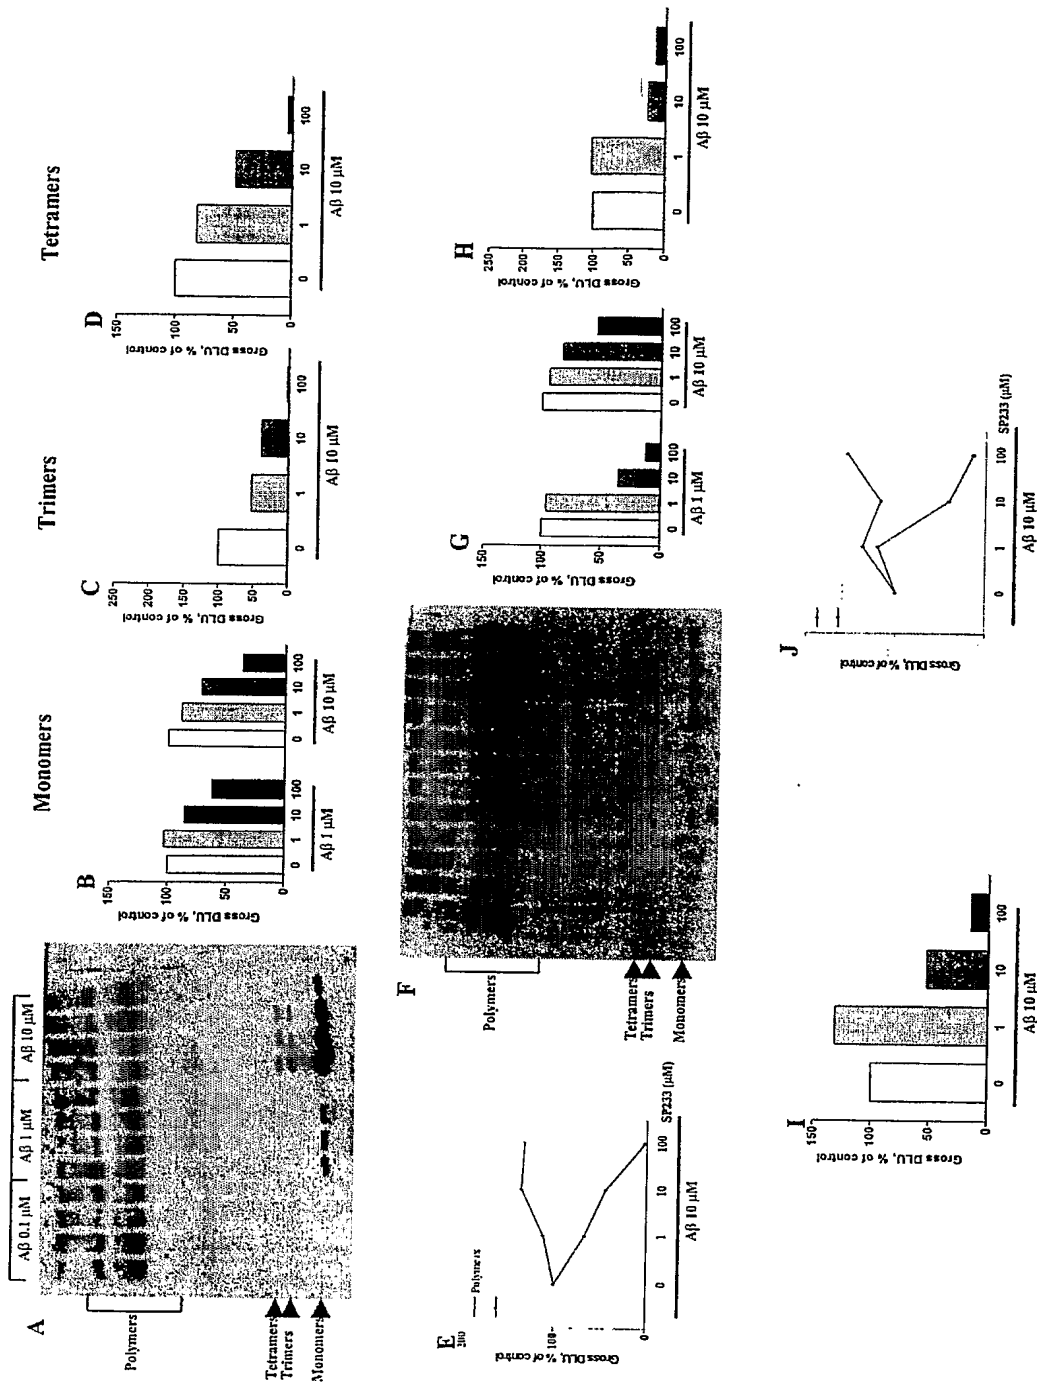 A
Aβ 0.1 μM
Aβ 1 μM
Aβ 10 μM
Polymers
Tetramers
Trimers
Monomers
Monomers
B
Gross DLU, % of control
150
100
50
0
0
1
10
100
0
1
10
100
Aβ 1 μM
Aβ 10 μM
Trimers
C
Gross DLU, % of control
250
200
150
100
50
0
0
1
10
100
Aβ 10 μM
Tetramers
D
Gross DLU, % of control
150
100
50
0
0
1
10
100
Aβ 10 μM
E
200
100
0
Gross DLU, % of control
Polymers
0
1
10
100
SP233 (μM)
Aβ 10 μM
F
Polymers
Tetramers
Trimers
Monomers
G
Gross DLU, % of control
150
100
50
0
0
1
10
100
0
1
10
100
Aβ 1 μM
Aβ 10 μM
H
Gross DLU, % of control
250
200
150
100
50
0
0
1
10
100
Aβ 10 μM
I
Gross DLU, % of control
150
100
50
0
0
1
10
100
Aβ 10 μM
J
Gross DLU, % of control
0
1
10
100
SP233 (μM)
Aβ 10 μM